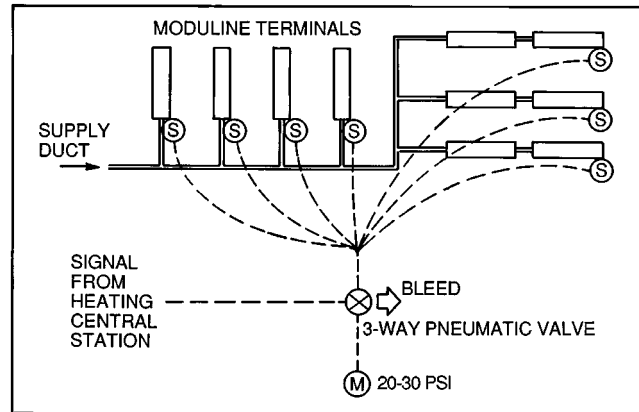 MODULINE TERMINALS
S
S
S
S
S
S
S
SUPPLY
DUCT
SIGNAL
FROM
HEATING
CENTRAL
STATION
BLEED
3-WAY PNEUMATIC VALVE
M 20-30 PSI